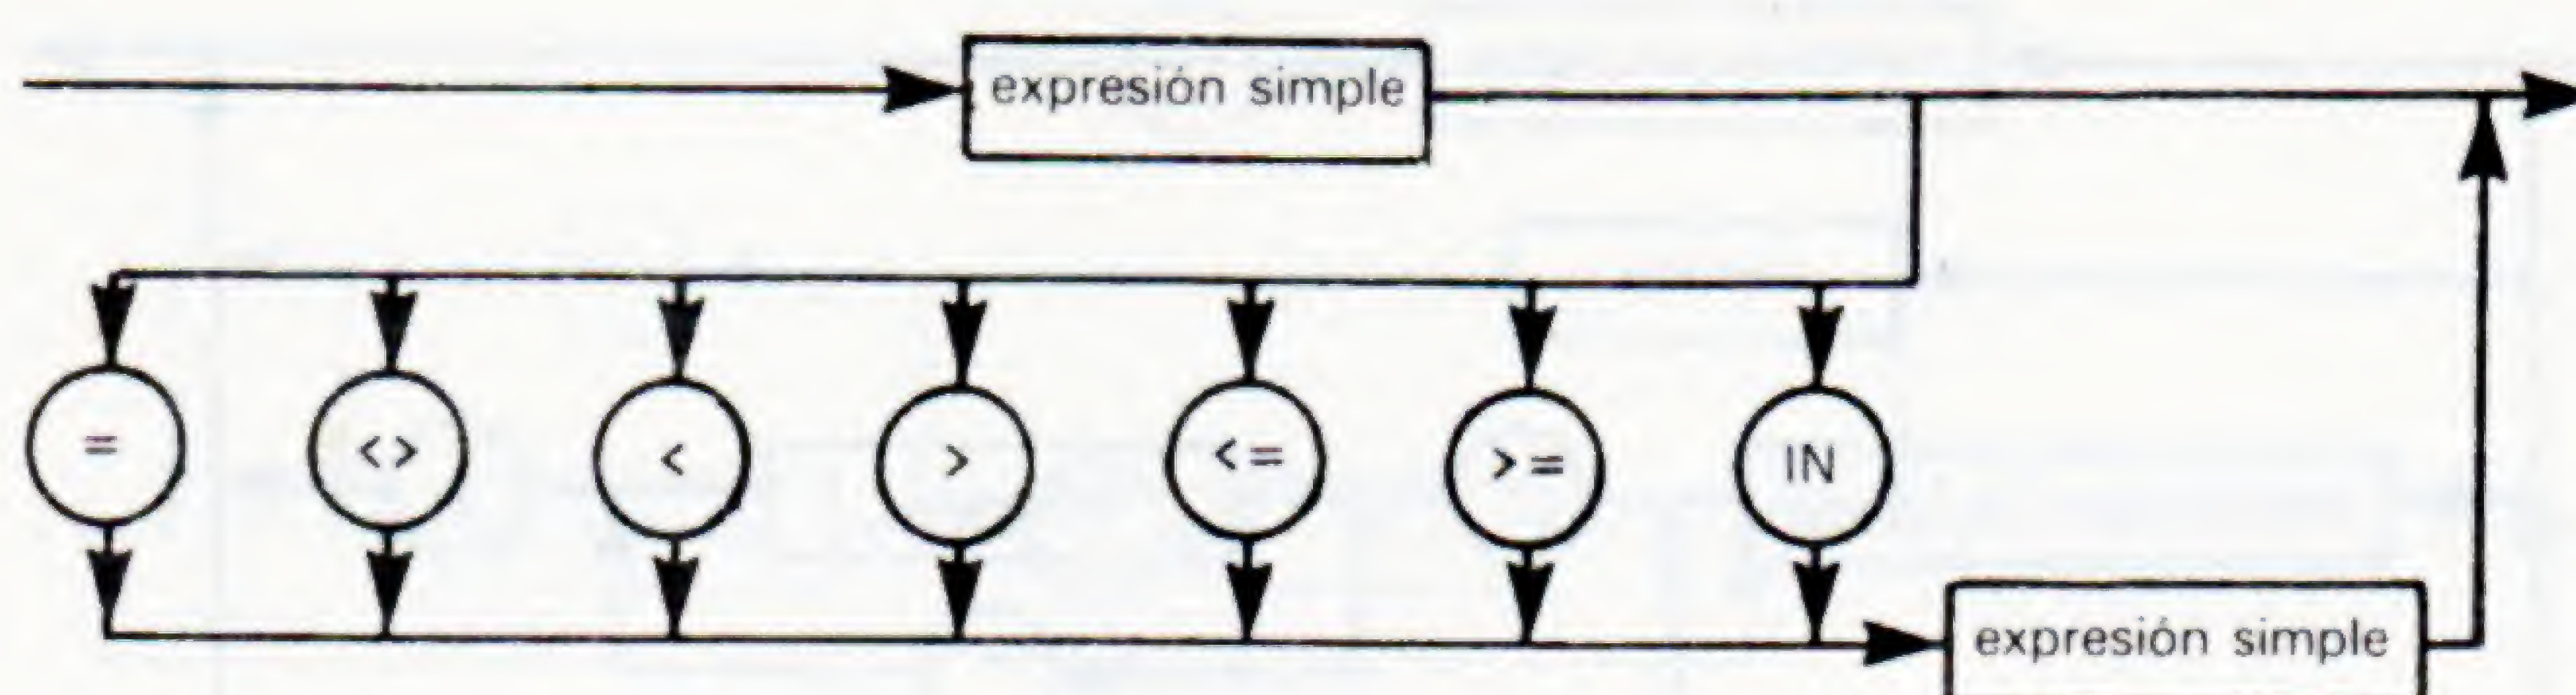 expresión simple
= <> < > <= >= IN
expresión simple